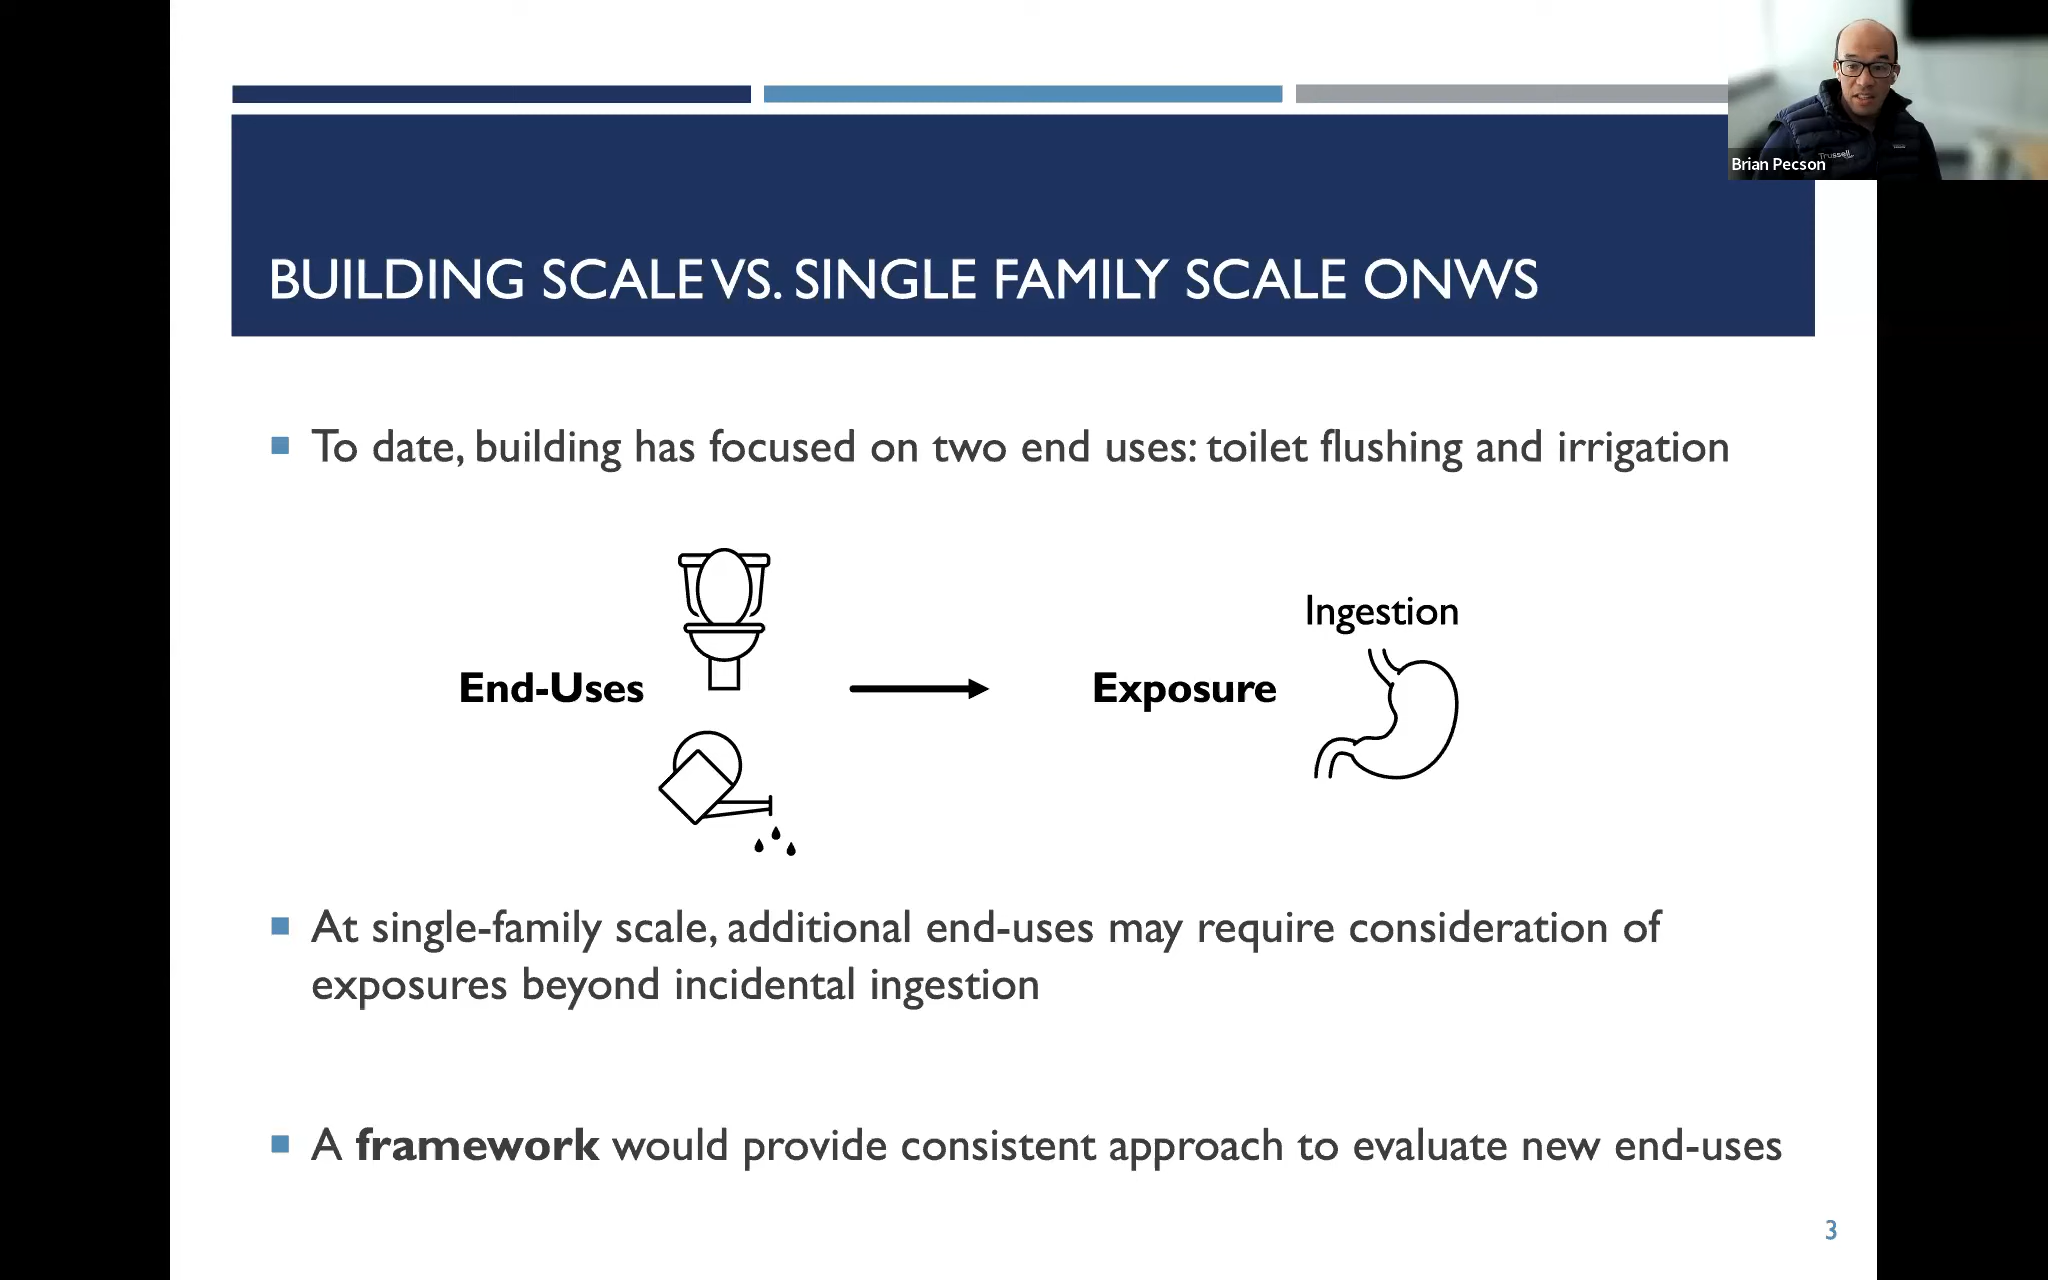 Trussell
Brian Pecson
BUILDING SCALE VS. SINGLE FAMILY SCALE ONWS
To date, building has focused on two end uses: toilet flushing and irrigation
Ingestion
End-Uses
Exposure
At single-family scale, additional end-uses may require consideration of
exposures beyond incidental ingestion
A framework would provide consistent approach to evaluate new end-uses
3